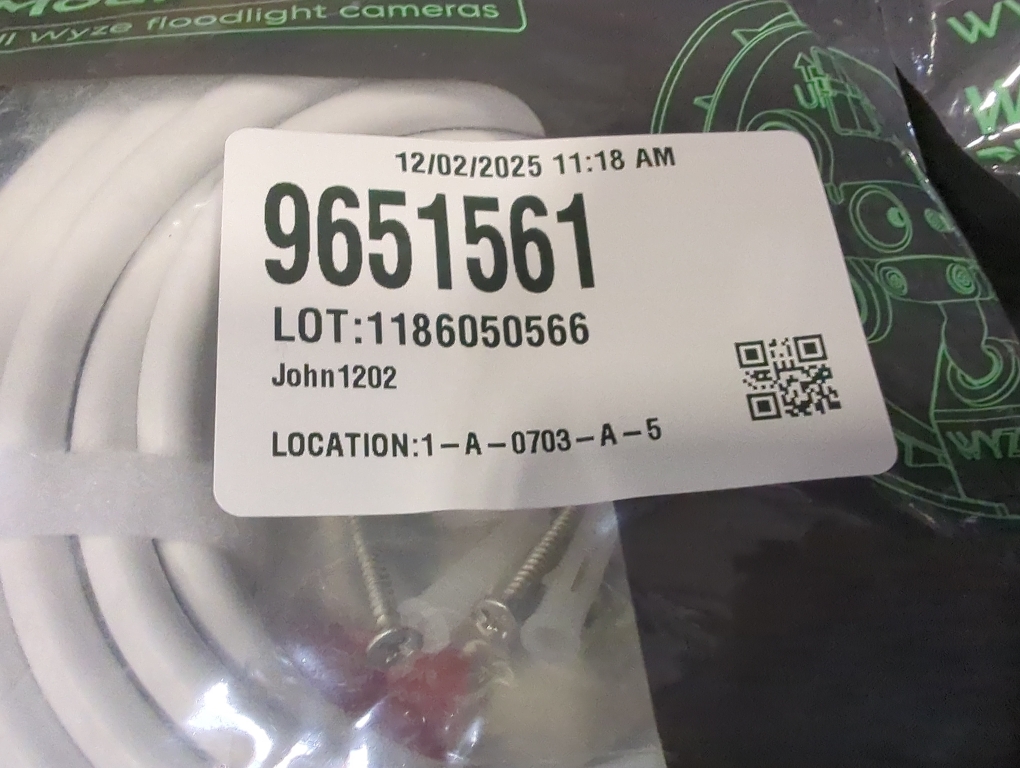 ll Wyze floodlight cameras
UP
12/02/2025 11:18 AM
9651561
LOT:1186050566
John1202
LOCATION:1-A-0703-A-5